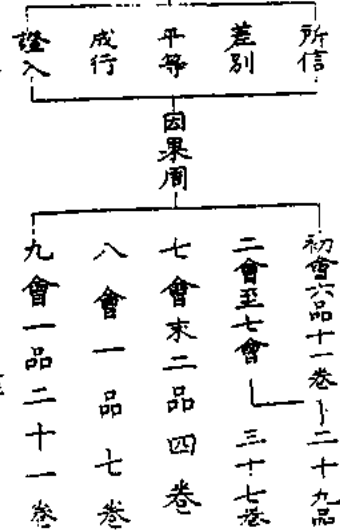 所信
差別
平等
成行
證入
因果周
初會六品十一卷
二會至七會
二十九品
三十七卷
七會末二品四卷
八會一品七卷
九會一品二十一卷